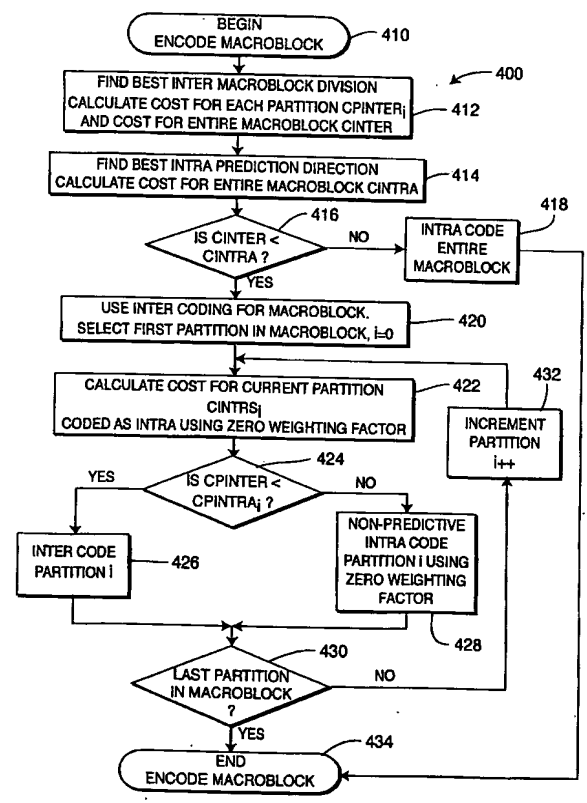 BEGIN
ENCODE MACROBLOCK
410
400
FIND BEST INTER MACROBLOCK DIVISION
CALCULATE COST FOR EACH PARTITION CPINTERi
AND COST FOR ENTIRE MACROBLOCK CINTER
412
FIND BEST INTRA PREDICTION DIRECTION
CALCULATE COST FOR ENTIRE MACROBLOCK CINTRA
414
416
IS CINTER <
CINTRA ?
NO
YES
418
INTRA CODE
ENTIRE
MACROBLOCK
USE INTER CODING FOR MACROBLOCK.
SELECT FIRST PARTITION IN MACROBLOCK, i=0
420
CALCULATE COST FOR CURRENT PARTITION
CINTRSi
CODED AS INTRA USING ZERO WEIGHTING FACTOR
422
432
INCREMENT
PARTITION
i++
424
IS CPINTER <
CPINTRAi ?
YES
NO
INTER CODE
PARTITION i
426
NON-PREDICTIVE
INTRA CODE
PARTITION i USING
ZERO WEIGHTING
FACTOR
428
430
LAST PARTITION
IN MACROBLOCK
?
NO
YES
434
END
ENCODE MACROBLOCK